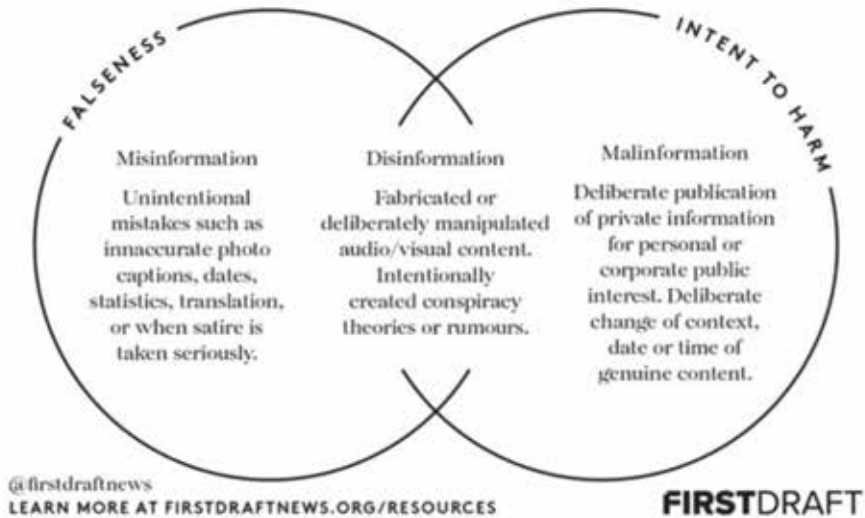 FALSENESS
INTENT TO HARM
Misinformation
Unintentional
mistakes such as
innaccurate photo
captions, dates,
statistics, translation,
or when satire is
taken seriously.
Disinformation
Fabricated or
deliberately manipulated
audio/visual content.
Intentionally
created conspiracy
theories or rumours.
Malinformation
Deliberate publication
of private information
for personal or
corporate public
interest. Deliberate
change of context,
date or time of
genuine content.
@firstdraftnews
LEARN MORE AT FIRSTDRAFTNEWS.ORG/RESOURCES
FIRSTDRAFT